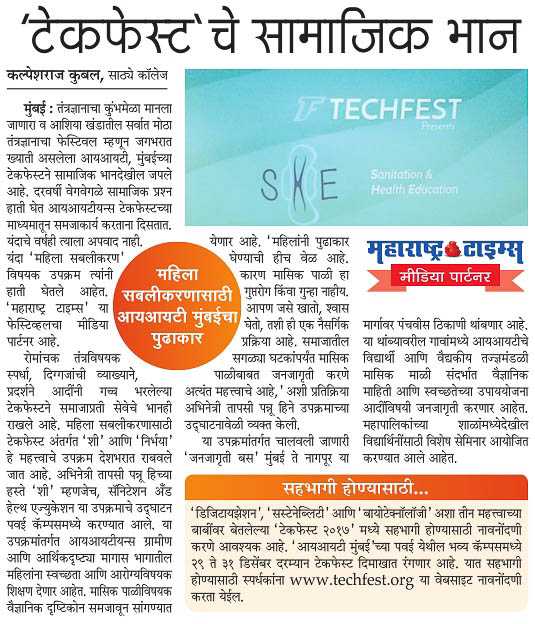 ‘टेकफेस्ट‘चे सामाजिक भान
कल्पेशराज कुबल, साठ्ये कॉलेज
मुंबई : तंत्रज्ञानाचा कुंभमेळा मानला
जाणारा व आशिया खंडातील सर्वात मोठा
तंत्रज्ञानाचा फेस्टिवल म्हणून जगभरात
ख्याती असलेला आयआयटी, मुंबईच्या
टेकफेस्टने सामाजिक भानदेखील जपले
आहे. दरवर्षी वेगवेगळे सामाजिक प्रश्न
हाती घेत आयआयटीयन्स टेकफेस्टच्या
माध्यमातून समजाकार्य करताना दिसतात.
यंदाचे वर्षही त्याला अपवाद नाही.
यंदा ‘महिला सबलीकरण’
विषयक उपक्रम त्यांनी
हाती घेतले आहेत.
‘महाराष्ट्र टाइम्स’ या
फेस्टिव्हलचा मीडिया
पार्टनर आहे.
रोमांचक तंत्रविषयक
स्पर्धा, दिग्गजांची व्याख्याने,
प्रदर्शने आदींनी गच्च भरलेल्या
टेकफेस्टने समाजाप्रती सेवेचे भानही
राखले आहे. महिला सबलीकरणासाठी
टेकफेस्ट अंतर्गत ‘शी’ आणि ‘निर्भया’
हे महत्त्वाचे उपक्रम देशभरात राबवले
जात आहे. अभिनेत्री तापसी पन्नू हिच्या
हस्ते ‘शी’ म्हणजेच, सॅनिटेशन अँड
हेल्थ एज्युकेशन या उपक्रमाचे उद्घाटन
पवई कॅम्पसमध्ये करण्यात आले. या
उपक्रमांतर्गत आयआयटीयन्स ग्रामीण
आणि आर्थिकदृष्ट्या मागास भागातील
महिलांना स्वच्छता आणि आरोग्यविषयक
शिक्षण देणार आहेत. मासिक पाळीविषयक
वैज्ञानिक दृष्टिकोन समजावून सांगण्यात
महिला
सबलीकरणासाठी
आयआयटी मुंबईचा
पुढाकार
TECHFEST
Presents
SHE
Sanitation &
Health Education
येणार आहे. ‘महिलांनी पुढाकार
घेण्याची हीच वेळ आहे.
कारण मासिक पाळी हा
गुप्तरोग किंवा गुन्हा नाहीय.
आपण जसे खातो, श्वास
घेतो, तशी ही एक नैसर्गिक
प्रक्रिया आहे. समाजातील
सगळ्या घटकांपर्यंत मासिक
पाळीबाबत जनजागृती करणे
अत्यंत महत्त्वाचे आहे,’ अशी प्रतिक्रिया
अभिनेत्री तापसी पन्नू हिने उपक्रमाच्या
उद्घाटनावेळी व्यक्त केली.
या उपक्रमांतर्गत चालवली जाणारी
‘जनजागृती बस’ मुंबई ते नागपूर या
महाराष्ट्र टाइम्स
मीडिया पार्टनर
मार्गावर पंचवीस ठिकाणी थांबणार आहे.
या थांब्यावरील गावांमध्ये आयआयटीचे
विद्यार्थी आणि वैद्यकीय तज्ज्ञमंडळी
मासिक माळी संदर्भात वैज्ञानिक
माहिती आणि स्वच्छतेच्या उपाययोजना
आदींविषयी जनजागृती करणार आहेत.
महापालिकांच्या शाळांमध्येदेखील
विद्यार्थिनींसाठी विशेष सेमिनार आयोजित
करण्यात आले आहेत.
सहभागी होण्यासाठी...
‘डिजिटायझेशन’, ‘सस्टेनेब्लिटी’ आणि ‘बायोटेक्नॉलॉजी’ अशा तीन महत्त्वाच्या
बाबींवर बेतलेल्या ‘टेकफेस्ट २०१७’ मध्ये सहभागी होण्यासाठी नावनोंदणी
करणे आवश्यक आहे. ‘आयआयटी मुंबई’च्या पवई येथील भव्य कॅम्पसमध्ये
२९ ते ३१ डिसेंबर दरम्यान टेकफेस्ट दिमाखात रंगणार आहे. यात सहभागी
होण्यासाठी स्पर्धकांना www.techfest.org या वेबसाइट नावनोंदणी
करता येईल.